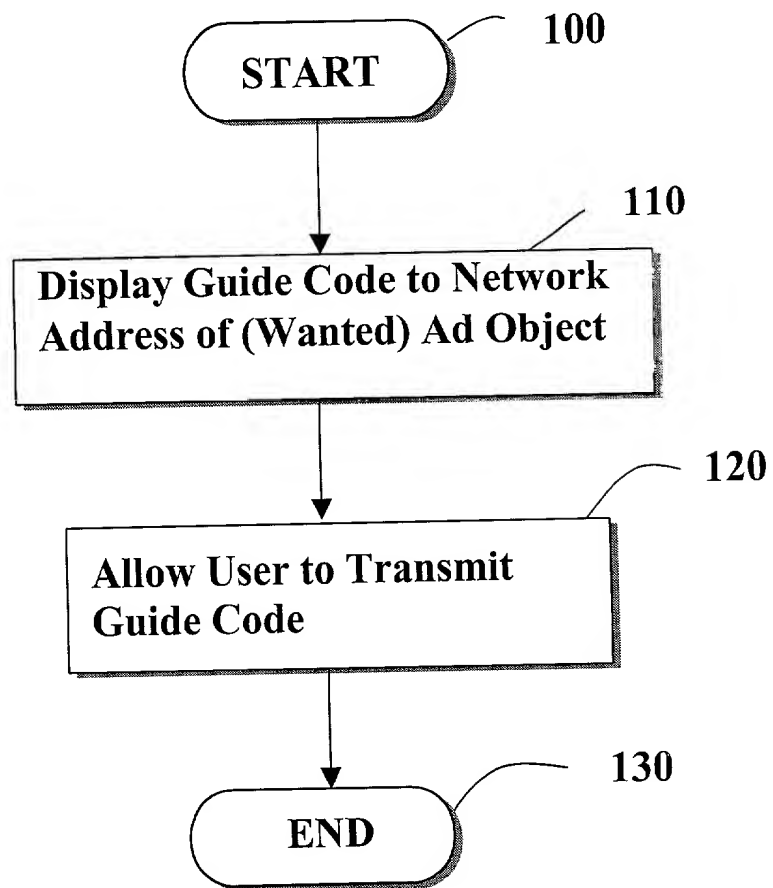 100
START
110
Display Guide Code to Network
Address of (Wanted) Ad Object
120
Allow User to Transmit
Guide Code
130
END